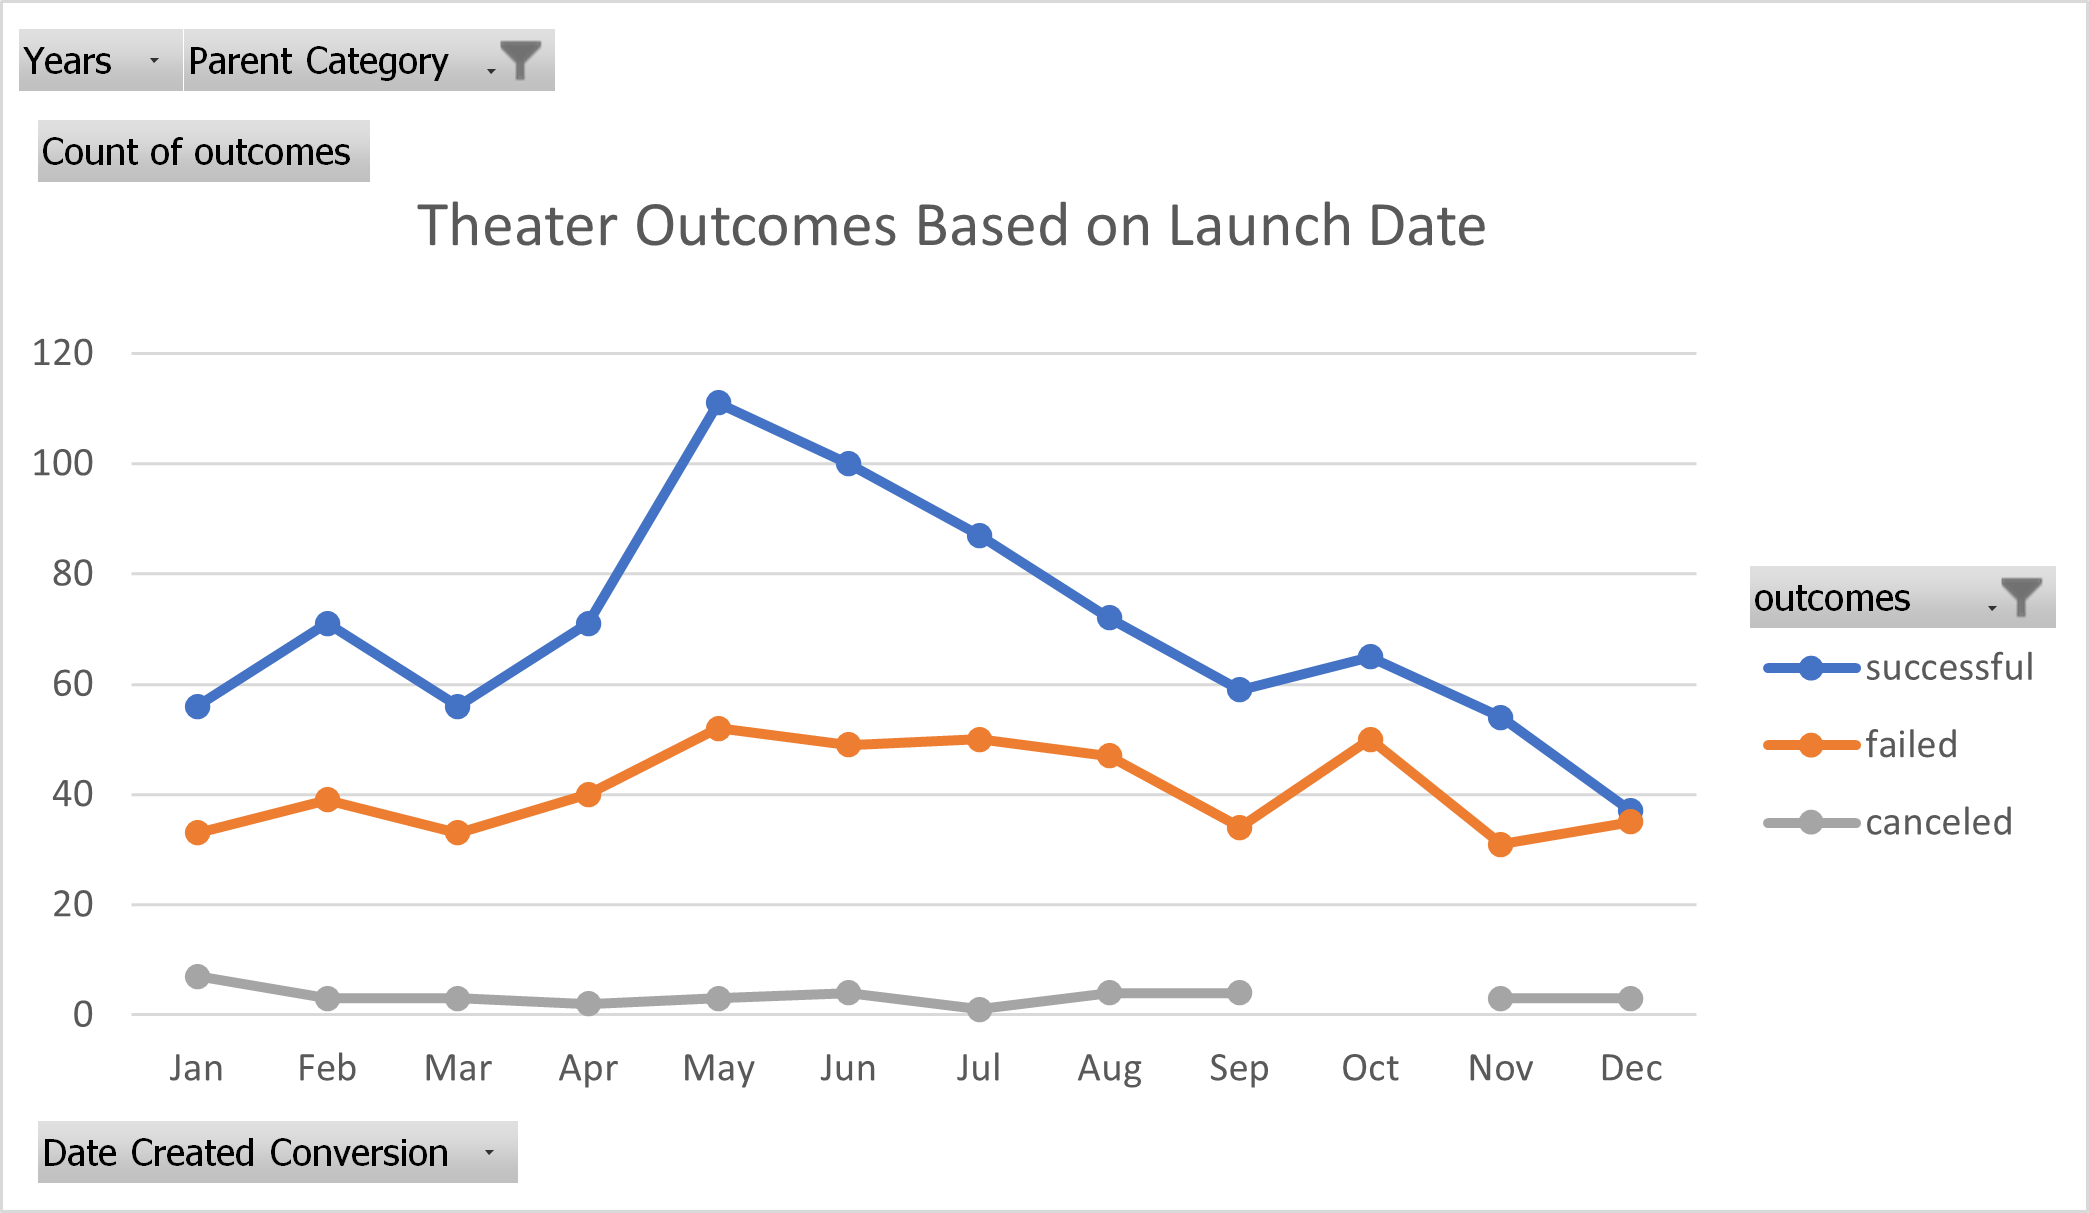 Years Parent Category
Count of outcomes
Theater Outcomes Based on Launch Date
120
100
80
60
40
20
0
Jan Feb Mar Apr May Jun Jul Aug Sep Oct Nov Dec
outcomes
successful
failed
canceled
Date Created Conversion